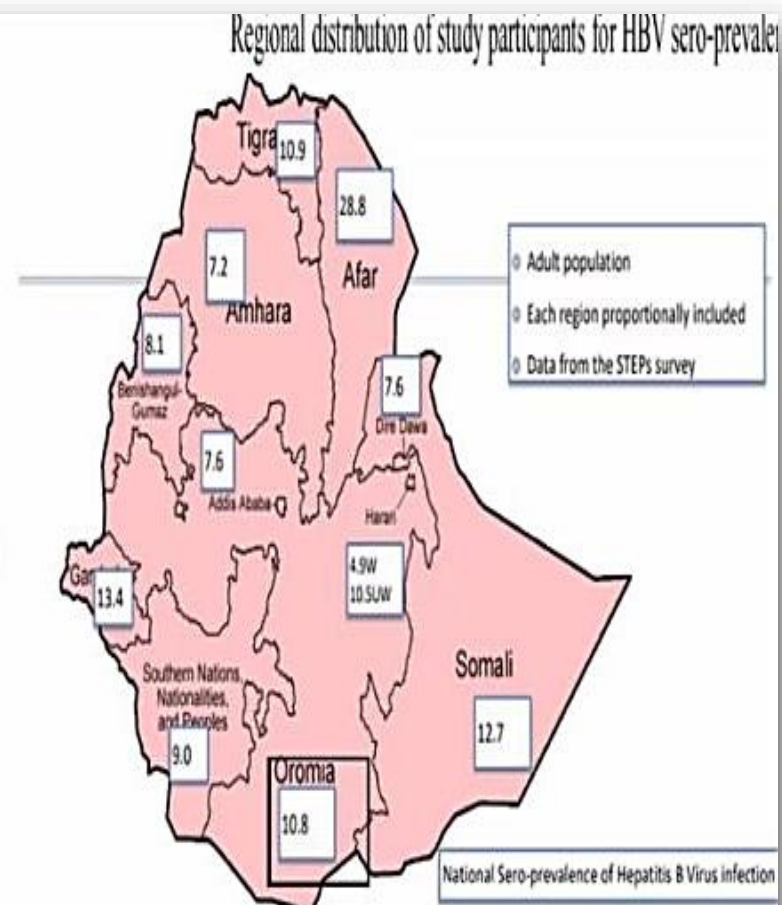 Regional distribution of study participants for HBV sero-prevale
Tigra
10.9
28.8
Afar
7.2
Amhara
Adult population
Each region proportionally included
Data from the STEPs survey
8.1
Benishangul-
Gumaz
7.6
Dire Dawa
7.6
Addis Ababa
Harari
4.9W
10.5UW
Ga
13.4
Southern Nations,
Nationalities,
and Peoples
9.0
Somali
12.7
Oromia
10.8
National Sero-prevalence of Hepatitis B Virus infection